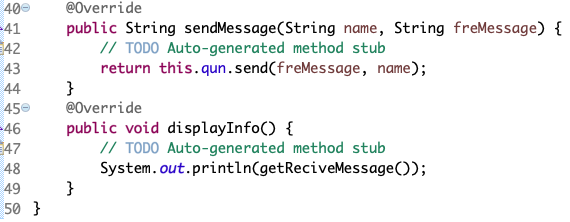 40 @Override
41 public String sendMessage(String name, String freMessage) {
42 // TODO Auto-generated method stub
43 return this.qun.send(freMessage, name);
44 }
45 @Override
46 public void displayInfo() {
47 // TODO Auto-generated method stub
48 System.out.println(getReciveMessage());
49 }
50 }